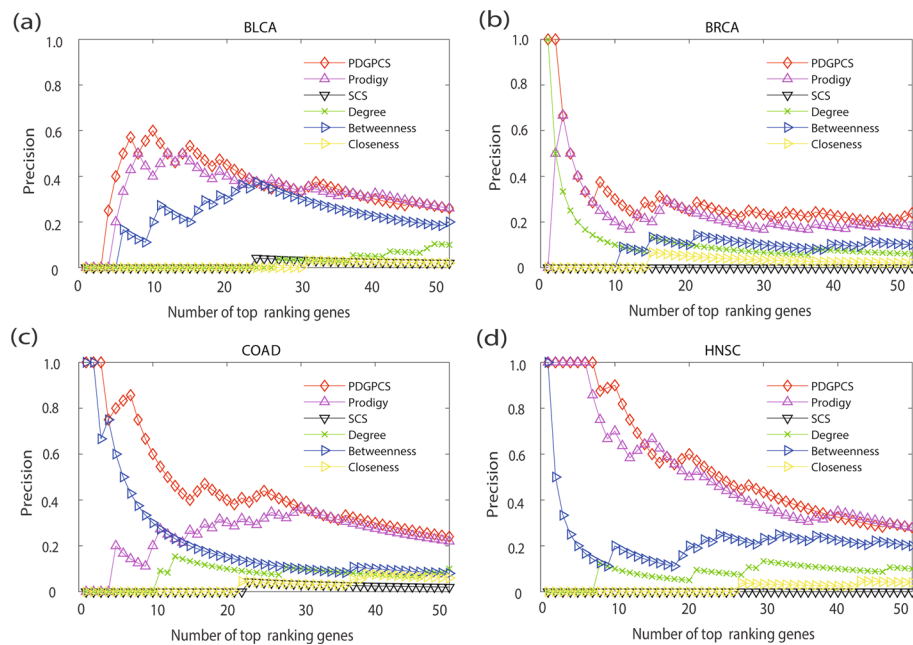 (a)
BLCA
1.0
0.8
0.6
0.4
0.2
0
Precision
PDGPCS
Prodigy
SCS
Degree
Betweenness
Closeness
0 10 20 30 40 50
Number of top ranking genes
(b)
BRCA
1.0
0.8
0.6
0.4
0.2
0
Precision
PDGPCS
Prodigy
SCS
Degree
Betweenness
Closeness
0 10 20 30 40 50
Number of top ranking genes
(c)
COAD
1.0
0.8
0.6
0.4
0.2
0
Precision
PDGPCS
Prodigy
SCS
Degree
Betweenness
Closeness
0 10 20 30 40 50
Number of top ranking genes
(d)
HNSC
1.0
0.8
0.6
0.4
0.2
0
Precision
PDGPCS
Prodigy
SCS
Degree
Betweenness
Closeness
0 10 20 30 40 50
Number of top ranking genes